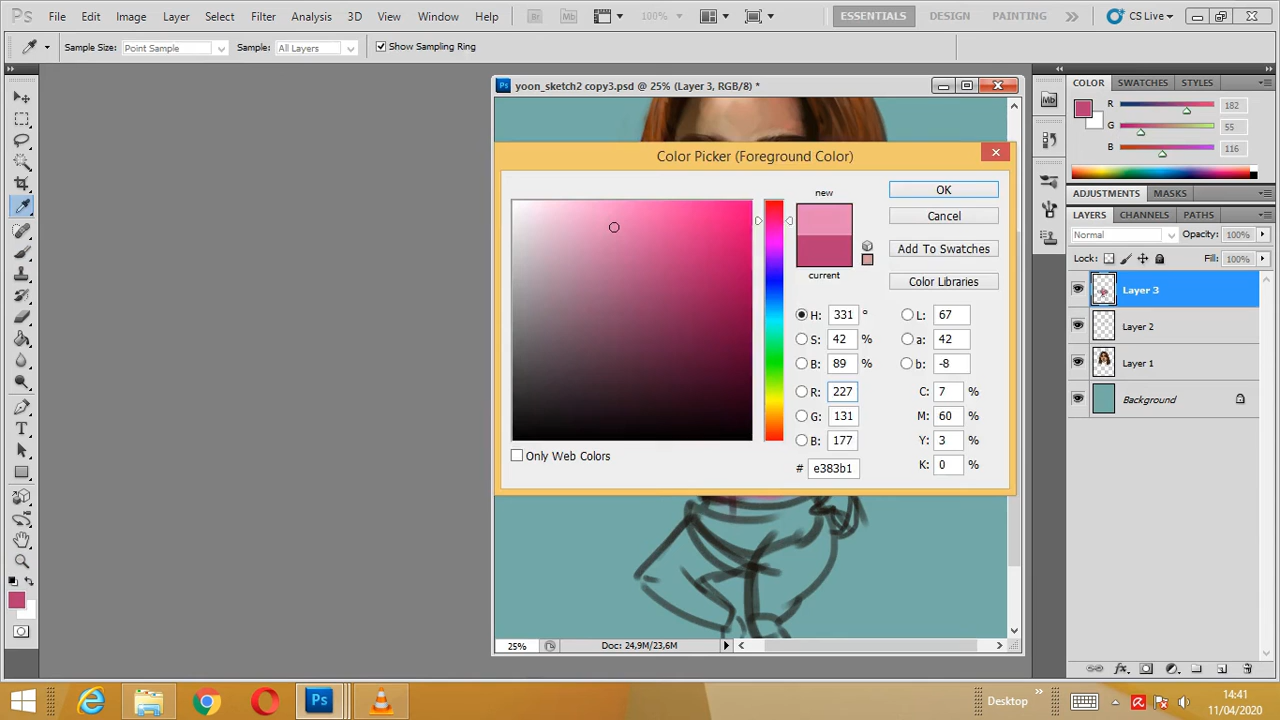 Ps File Edit Image Layer Select Filter Analysis 3D View Window Help Br Mb 100% ESSENTIALS DESIGN PAINTING CS Live
Sample Size: Point Sample Sample: All Layers Show Sampling Ring
yoon_sketch2 copy3.psd @ 25% (Layer 3, RGB/8) *
Color Picker (Foreground Color)
new
current
OK
Cancel
Add To Swatches
Color Libraries
H: 331 ° L: 67
S: 42 % a: 42
B: 89 % b: -8
R: 227 C: 7 %
G: 131 M: 60 %
B: 177 Y: 3 %
# e383b1 K: 0 %
Only Web Colors
25% Doc: 24,9M/23,6M
COLOR SWATCHES STYLES
R 182
G 55
B 116
ADJUSTMENTS MASKS
LAYERS CHANNELS PATHS
Normal Opacity: 100%
Lock: Fill: 100%
Layer 3
Layer 2
Layer 1
Background
fx
Ps Desktop 14:41
11/04/2020